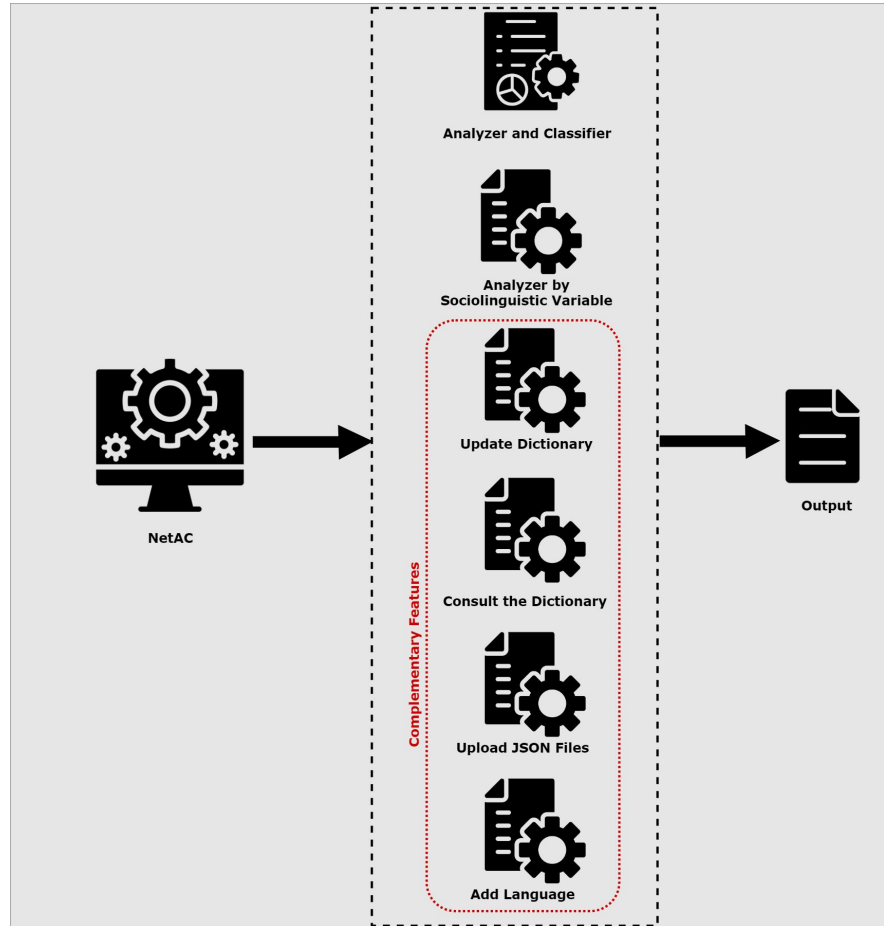 Analyzer and Classifier
Analyzer by
Sociolinguistic Variable
Update Dictionary
NetAC
Output
Consult the Dictionary
Complementary Features
Upload JSON Files
Add Language